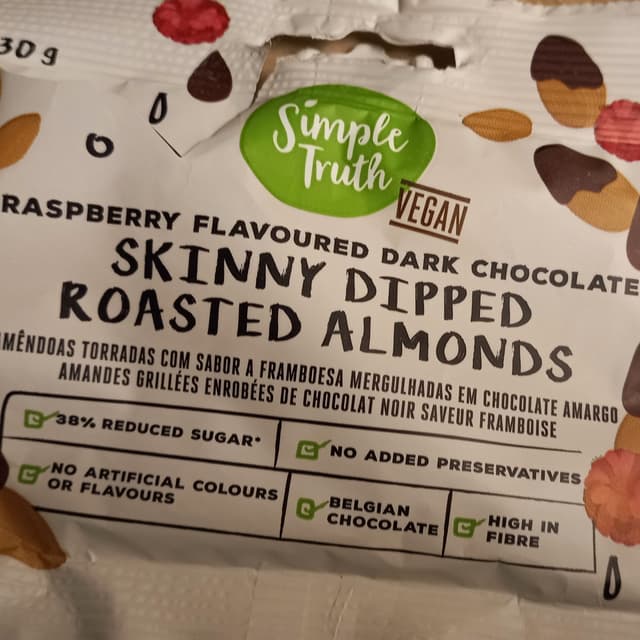 30 g
Simple
Truth
VEGAN
RASPBERRY FLAVOURED DARK CHOCOLATE
SKINNY DIPPED
ROASTED ALMONDS
AMÊNDOAS TORRADAS COM SABOR A FRAMBOESA MERGULHADAS EM CHOCOLATE AMARGO
AMANDES GRILLÉES ENROBÉES DE CHOCOLAT NOIR SAVEUR FRAMBOISE
38% REDUCED SUGAR*
NO ADDED PRESERVATIVES
NO ARTIFICIAL COLOURS
OR FLAVOURS
BELGIAN
CHOCOLATE
HIGH IN
FIBRE